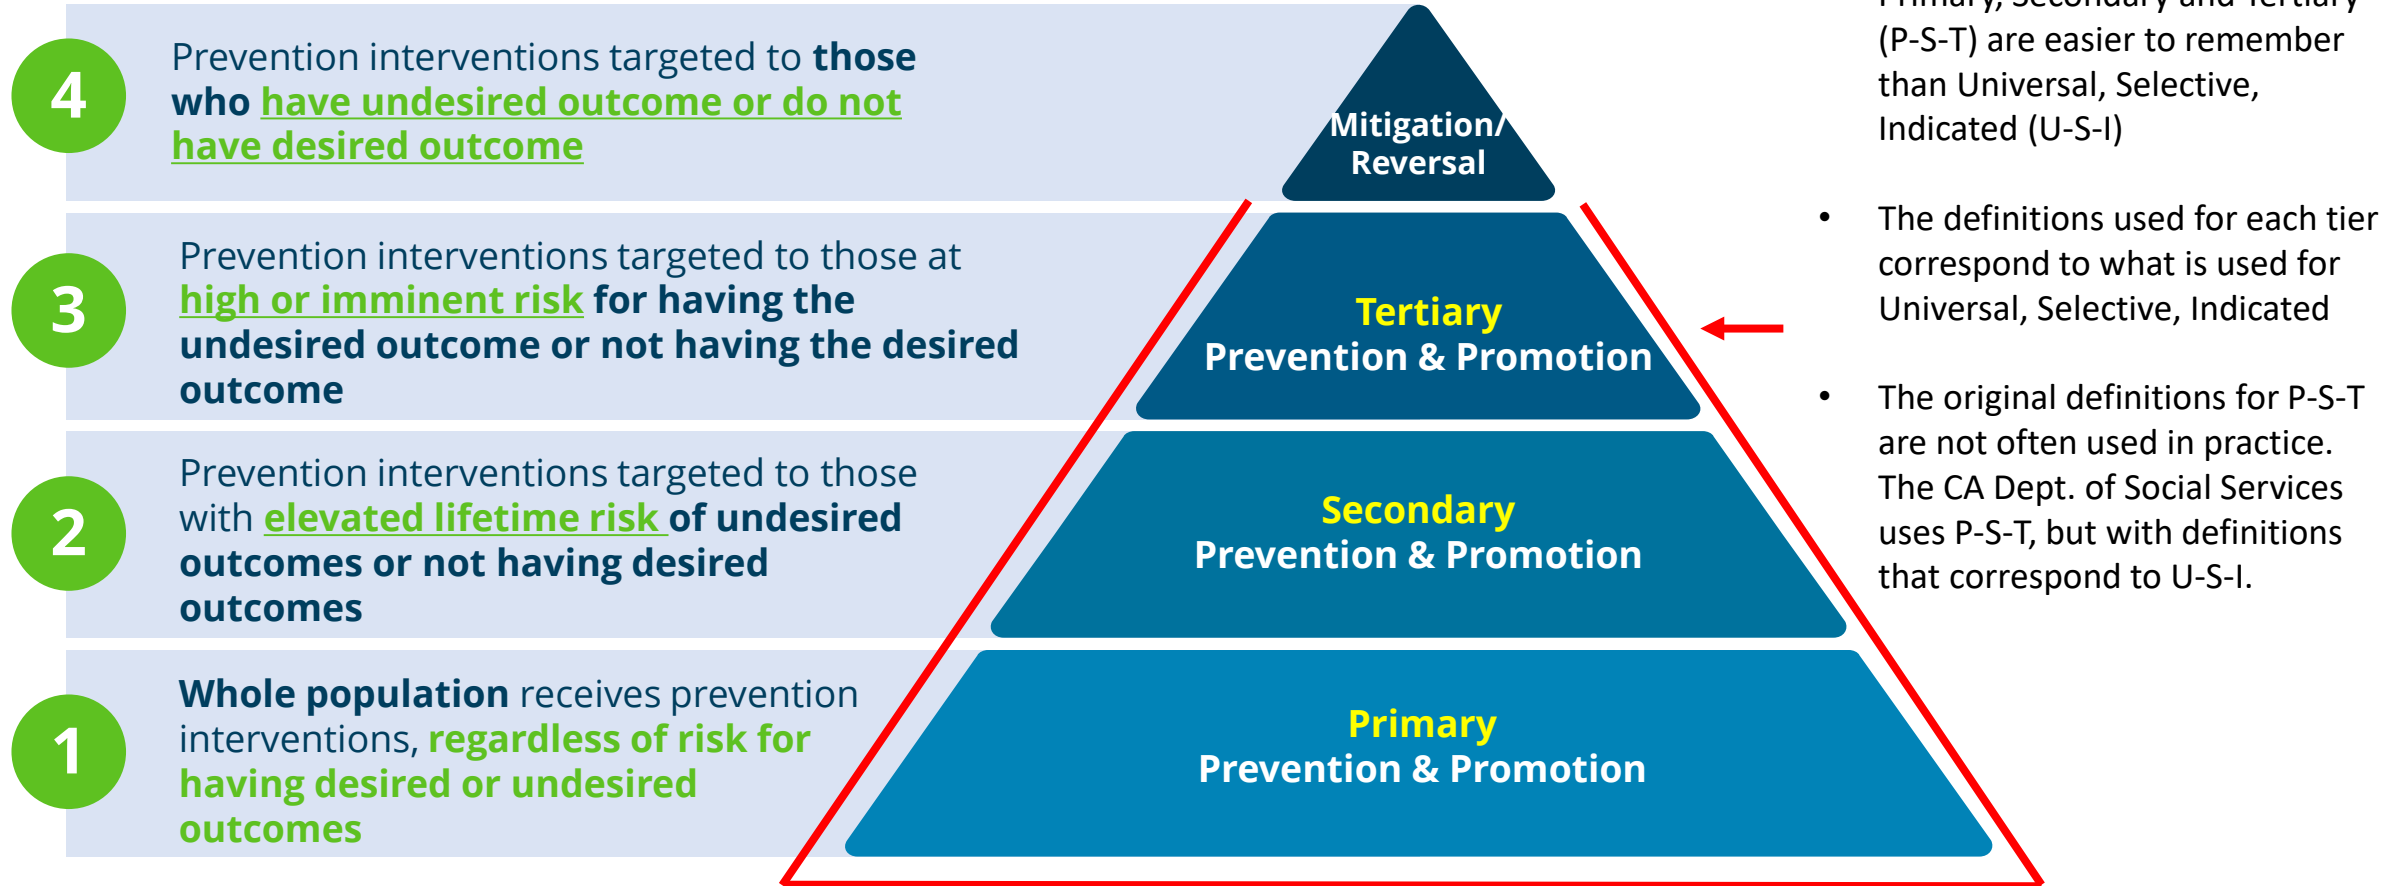 4
Prevention interventions targeted to those
who have undesired outcome or do not
have desired outcome
Mitigation/
Reversal
3
Prevention interventions targeted to those at
high or imminent risk for having the
undesired outcome or not having the desired
outcome
Tertiary
Prevention & Promotion
2
Prevention interventions targeted to those
with elevated lifetime risk of undesired
outcomes or not having desired
outcomes
Secondary
Prevention & Promotion
1
Whole population receives prevention
interventions, regardless of risk for
having desired or undesired
outcomes
Primary
Prevention & Promotion
Primary, Secondary and Tertiary
(P-S-T) are easier to remember
than Universal, Selective,
Indicated (U-S-I)
• The definitions used for each tier
correspond to what is used for
Universal, Selective, Indicated
• The original definitions for P-S-T
are not often used in practice.
The CA Dept. of Social Services
uses P-S-T, but with definitions
that correspond to U-S-I.